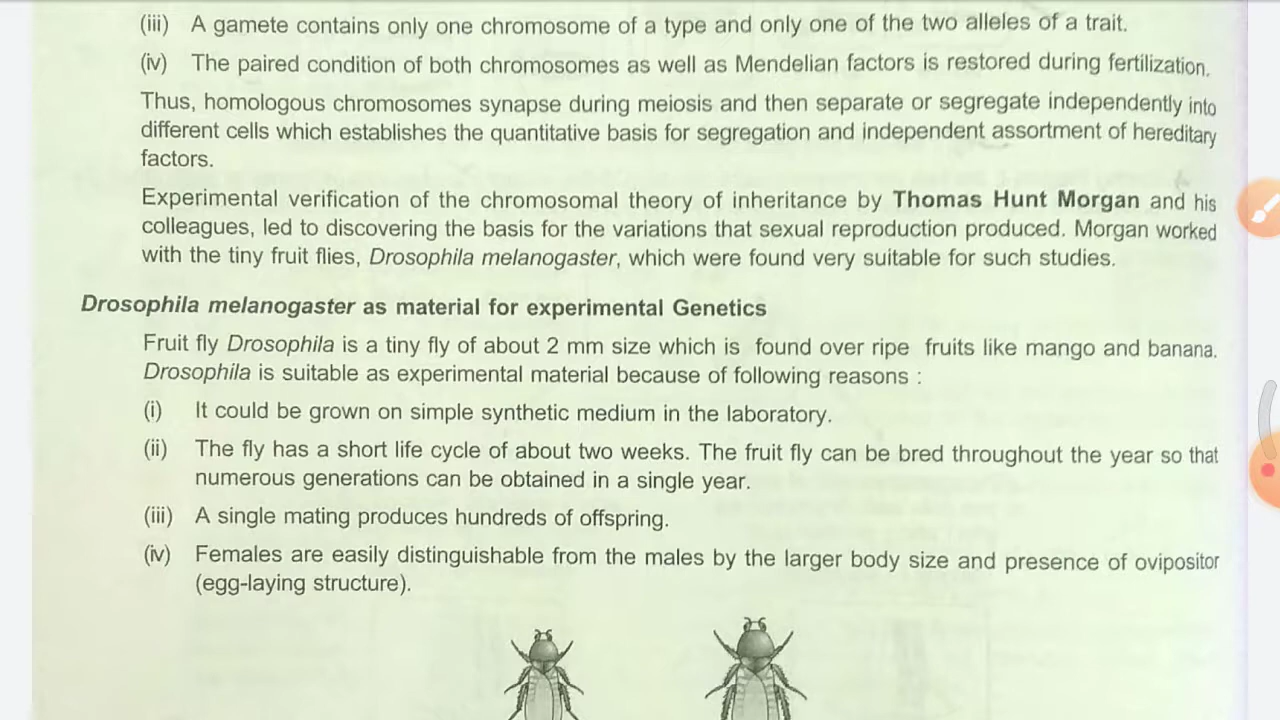 (iii) A gamete contains only one chromosome of a type and only one of the two alleles of a trait.
(iv) The paired condition of both chromosomes as well as Mendelian factors is restored during fertilization.
Thus, homologous chromosomes synapse during meiosis and then separate or segregate independently into
different cells which establishes the quantitative basis for segregation and independent assortment of hereditary
factors.
Experimental verification of the chromosomal theory of inheritance by Thomas Hunt Morgan and his
colleagues, led to discovering the basis for the variations that sexual reproduction produced. Morgan worked
with the tiny fruit flies, Drosophila melanogaster, which were found very suitable for such studies.
Drosophila melanogaster as material for experimental Genetics
Fruit fly Drosophila is a tiny fly of about 2 mm size which is found over ripe fruits like mango and banana.
Drosophila is suitable as experimental material because of following reasons :
(i) It could be grown on simple synthetic medium in the laboratory.
(ii) The fly has a short life cycle of about two weeks. The fruit fly can be bred throughout the year so that
numerous generations can be obtained in a single year.
(iii) A single mating produces hundreds of offspring.
(iv) Females are easily distinguishable from the males by the larger body size and presence of ovipositor
(egg-laying structure).